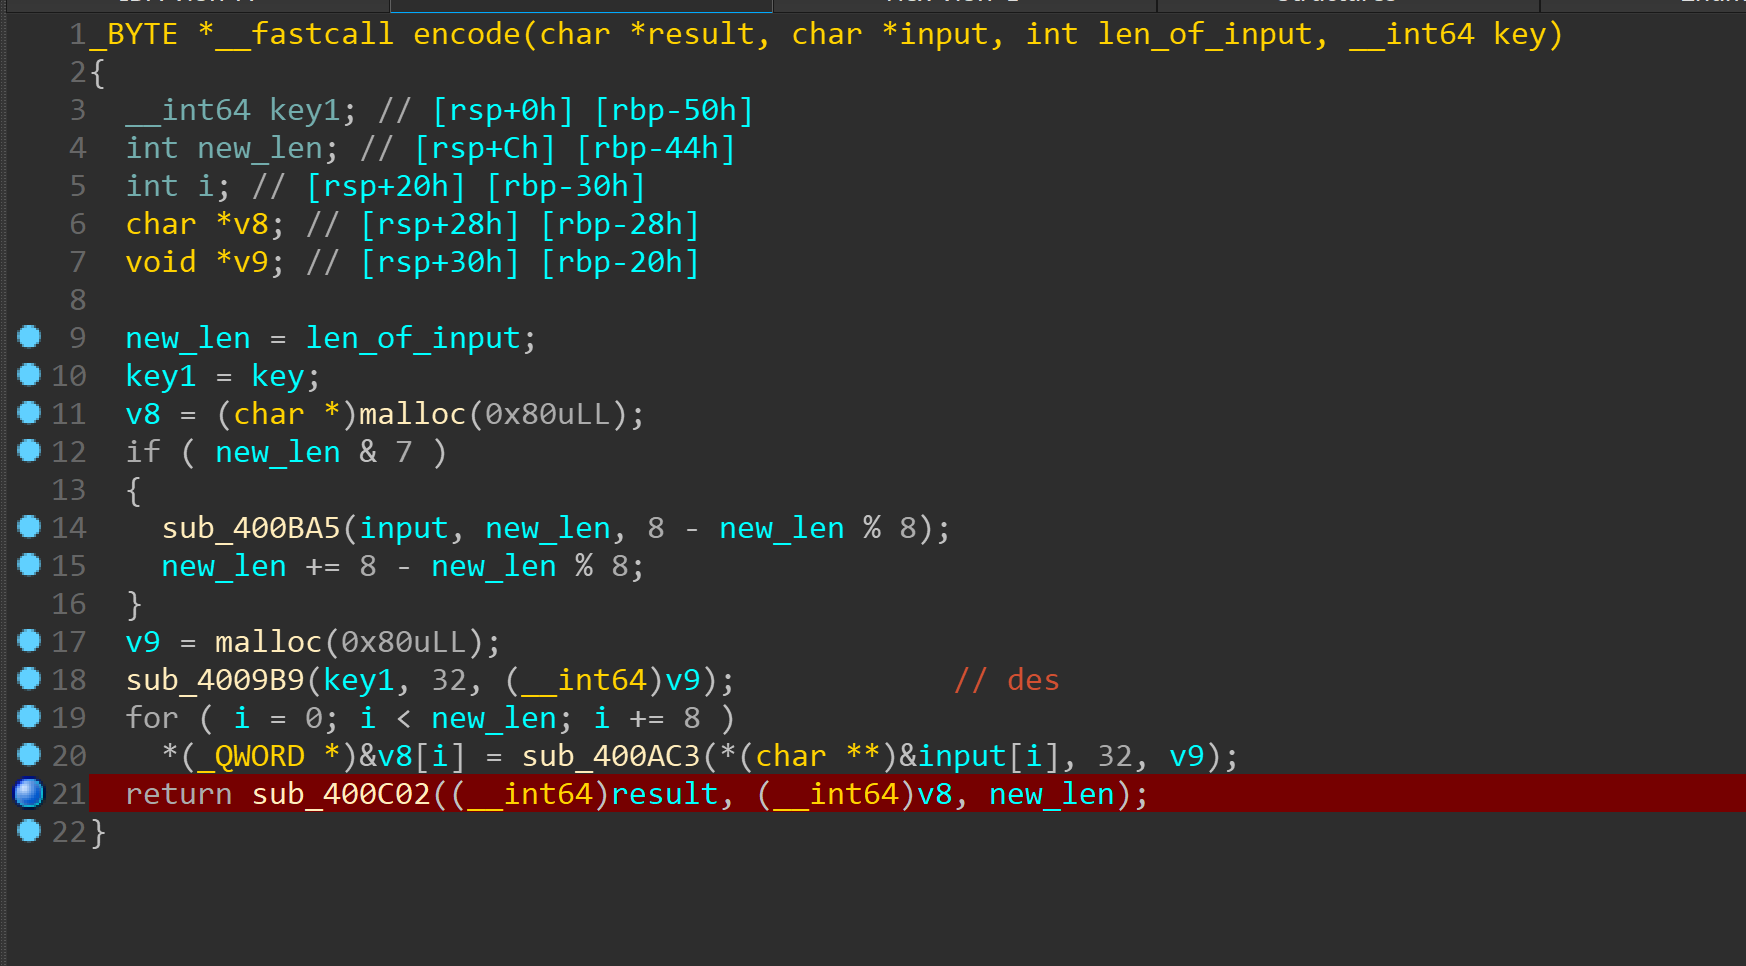 1 _BYTE *__fastcall encode(char *result, char *input, int len_of_input, __int64 key)
2 {
3   __int64 key1; // [rsp+0h] [rbp-50h]
4   int new_len; // [rsp+Ch] [rbp-44h]
5   int i; // [rsp+20h] [rbp-30h]
6   char *v8; // [rsp+28h] [rbp-28h]
7   void *v9; // [rsp+30h] [rbp-20h]
8
9   new_len = len_of_input;
10   key1 = key;
11   v8 = (char *)malloc(0x80uLL);
12   if ( new_len & 7 )
13   {
14     sub_400BA5(input, new_len, 8 - new_len % 8);
15     new_len += 8 - new_len % 8;
16   }
17   v9 = malloc(0x80uLL);
18   sub_4009B9(key1, 32, (__int64)v9);            // des
19   for ( i = 0; i < new_len; i += 8 )
20     *(_QWORD *)&v8[i] = sub_400AC3(*(char **)&input[i], 32, v9);
21   return sub_400C02((__int64)result, (__int64)v8, new_len);
22 }